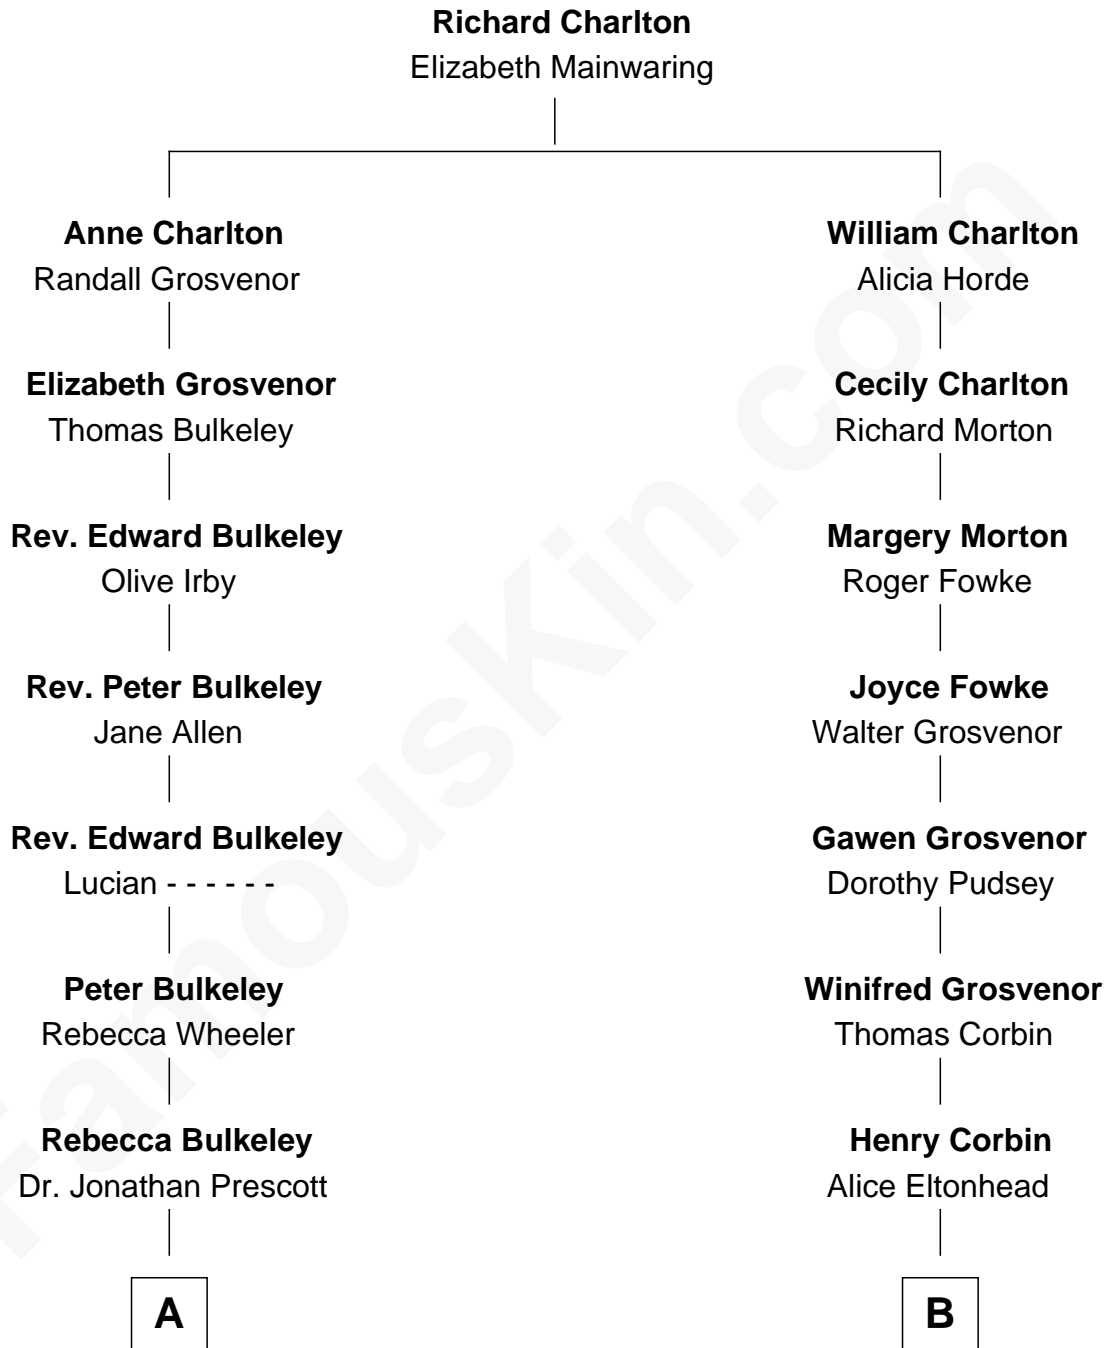 Richard Charlton
Elizabeth Mainwaring
Anne Charlton
Randall Grosvenor
William Charlton
Alicia Horde
Elizabeth Grosvenor
Thomas Bulkeley
Cecily Charlton
Richard Morton
Rev. Edward Bulkeley
Olive Irby
Margery Morton
Roger Fowke
Rev. Peter Bulkeley
Jane Allen
Joyce Fowke
Walter Grosvenor
Rev. Edward Bulkeley
Lucian - - - - - -
Gawen Grosvenor
Dorothy Pudsey
Peter Bulkeley
Rebecca Wheeler
Winifred Grosvenor
Thomas Corbin
Rebecca Bulkeley
Dr. Jonathan Prescott
Henry Corbin
Alice Eltonhead
A
B
FamousKin.com